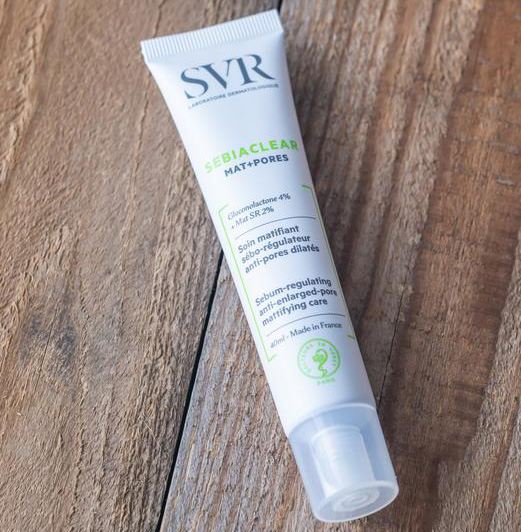 SVR
LABORATOIRE DERMATOLOGIQUE
SEBIACLEAR
MAT+PORES
Gluconolactone 4%
+ Mat SR 2%
Soin matifiant
sébo-régulateur
anti-pores dilatés
Sebum-regulating
anti-enlarged-pore
mattifying care
40ml - Made in France
PARIS